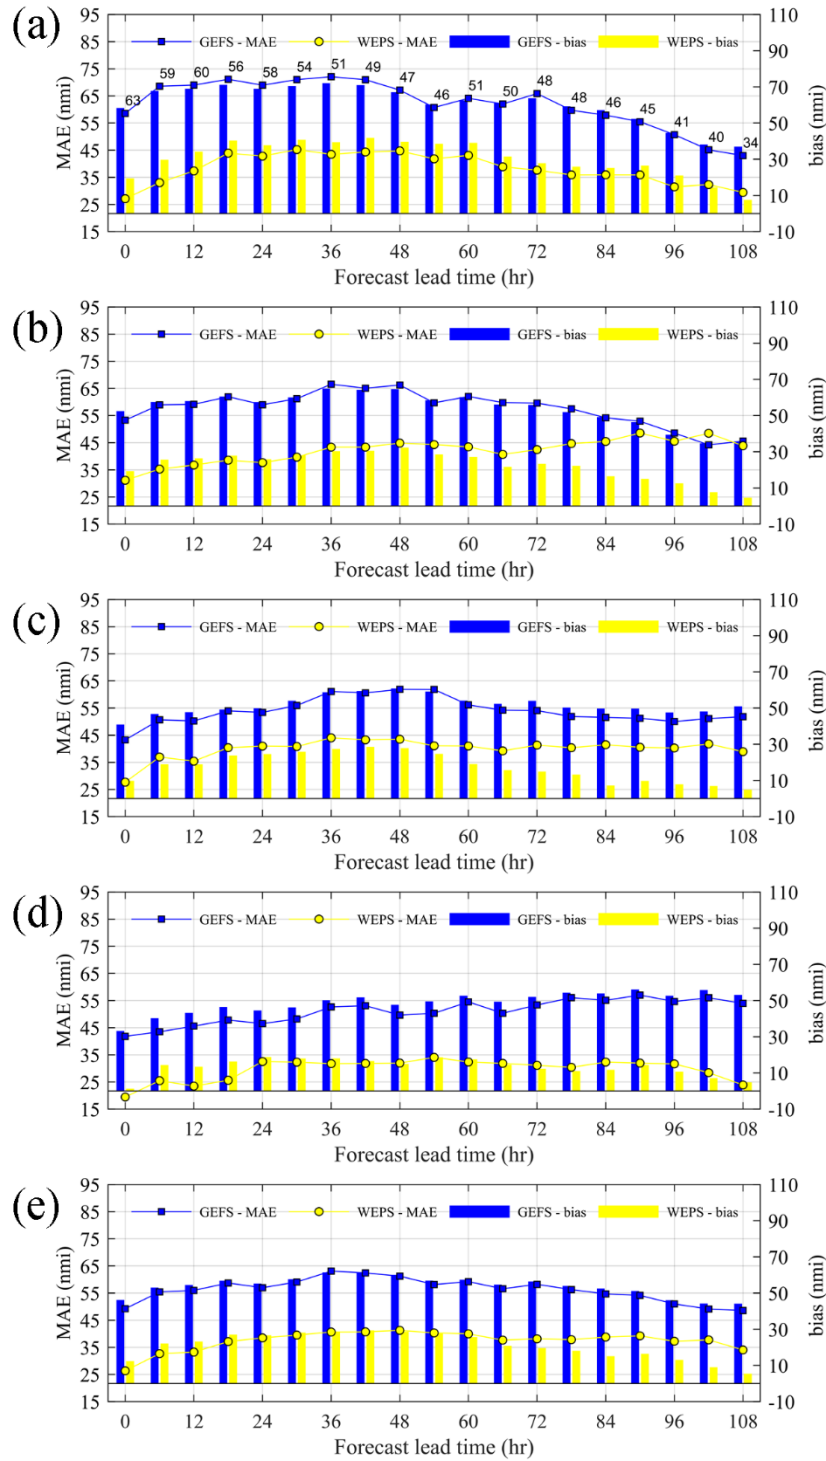 (a)
GEFS - MAE WEPS - MAE GEFS - bias WEPS - bias
95 85 75 65 55 45 35 25 15
MAE (nmi)
63 59 60 56 58 54 51 49 47 46 51 50 48 48 46 45 41 40 34
110 90 70 50 30 10 -10
bias (nmi)
0 12 24 36 48 60 72 84 96 108
Forecast lead time (hr)
(b)
GEFS - MAE WEPS - MAE GEFS - bias WEPS - bias
95 85 75 65 55 45 35 25 15
MAE (nmi)
110 90 70 50 30 10 -10
bias (nmi)
0 12 24 36 48 60 72 84 96 108
Forecast lead time (hr)
(c)
GEFS - MAE WEPS - MAE GEFS - bias WEPS - bias
95 85 75 65 55 45 35 25 15
MAE (nmi)
110 90 70 50 30 10 -10
bias (nmi)
0 12 24 36 48 60 72 84 96 108
Forecast lead time (hr)
(d)
GEFS - MAE WEPS - MAE GEFS - bias WEPS - bias
95 85 75 65 55 45 35 25 15
MAE (nmi)
110 90 70 50 30 10 -10
bias (nmi)
0 12 24 36 48 60 72 84 96 108
Forecast lead time (hr)
(e)
GEFS - MAE WEPS - MAE GEFS - bias WEPS - bias
95 85 75 65 55 45 35 25 15
MAE (nmi)
110 90 70 50 30 10 -10
bias (nmi)
0 12 24 36 48 60 72 84 96 108
Forecast lead time (hr)